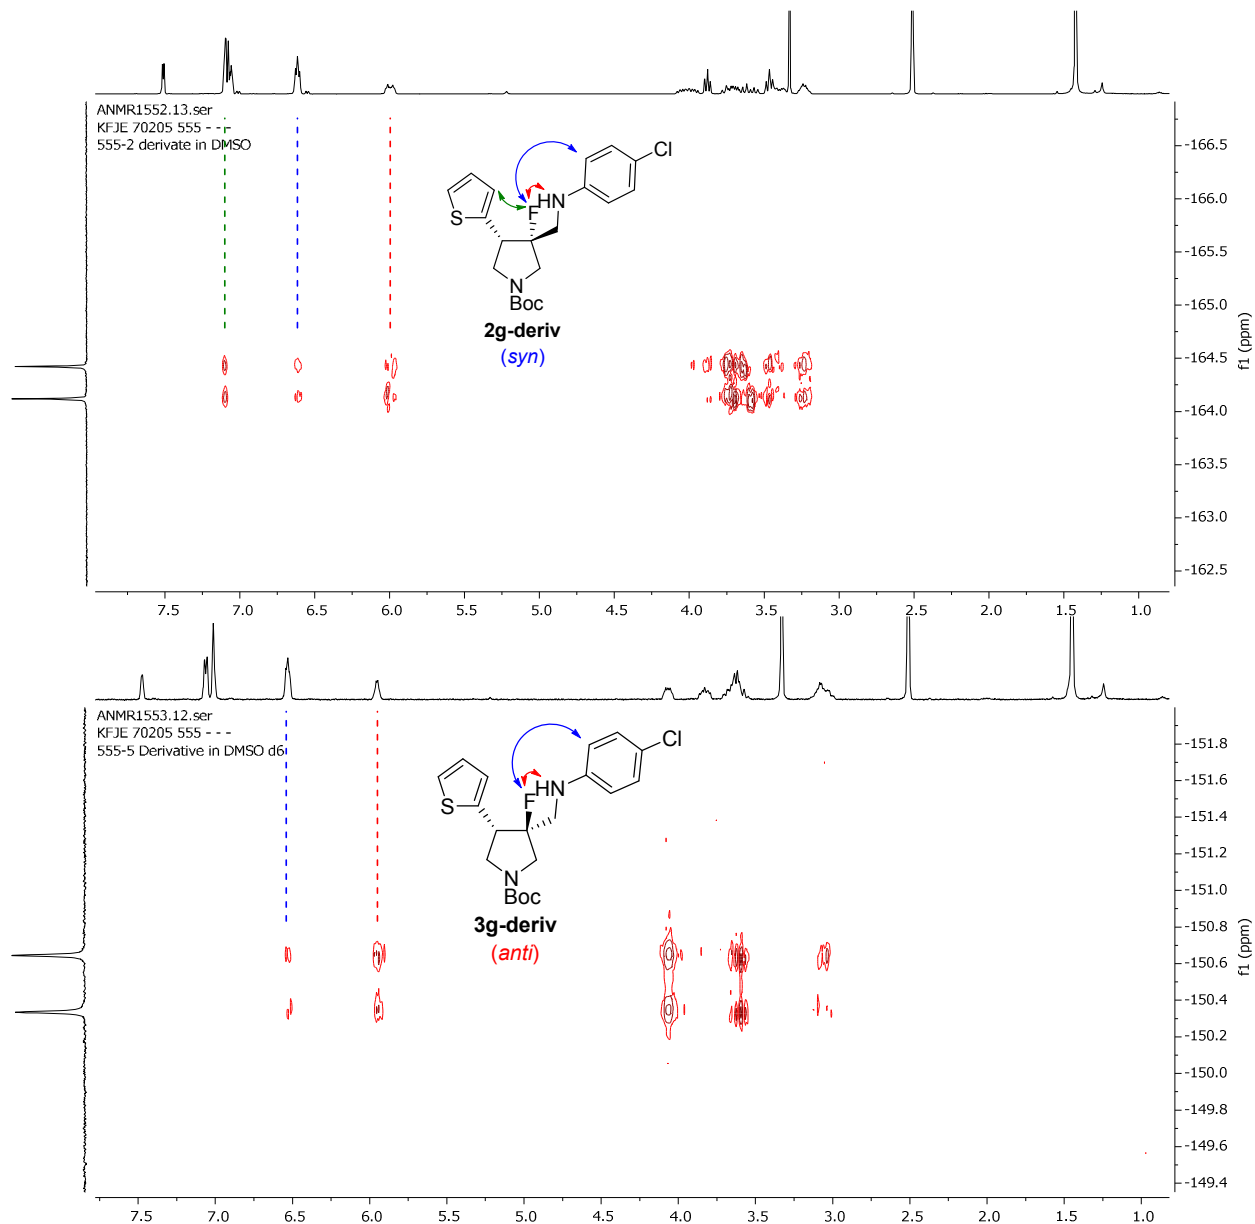 ANMR1552.13.ser
KFJE 70205 555 - - -
555-2 derivate in DMSO
Cl
HN
F
S
N
Boc
2g-deriv
(syn)
-166.5
-166.0
-165.5
-165.0
-164.5
-164.0
-163.5
-163.0
-162.5
f1 (ppm)
7.5 7.0 6.5 6.0 5.5 5.0 4.5 4.0 3.5 3.0 2.5 2.0 1.5 1.0
ANMR1553.12.ser
KFJE 70205 555 - - -
555-5 Derivative in DMSO d6
Cl
HN
F
S
N
Boc
3g-deriv
(anti)
-151.8
-151.6
-151.4
-151.2
-151.0
-150.8
-150.6
-150.4
-150.2
-150.0
-149.8
-149.6
-149.4
f1 (ppm)
7.5 7.0 6.5 6.0 5.5 5.0 4.5 4.0 3.5 3.0 2.5 2.0 1.5 1.0